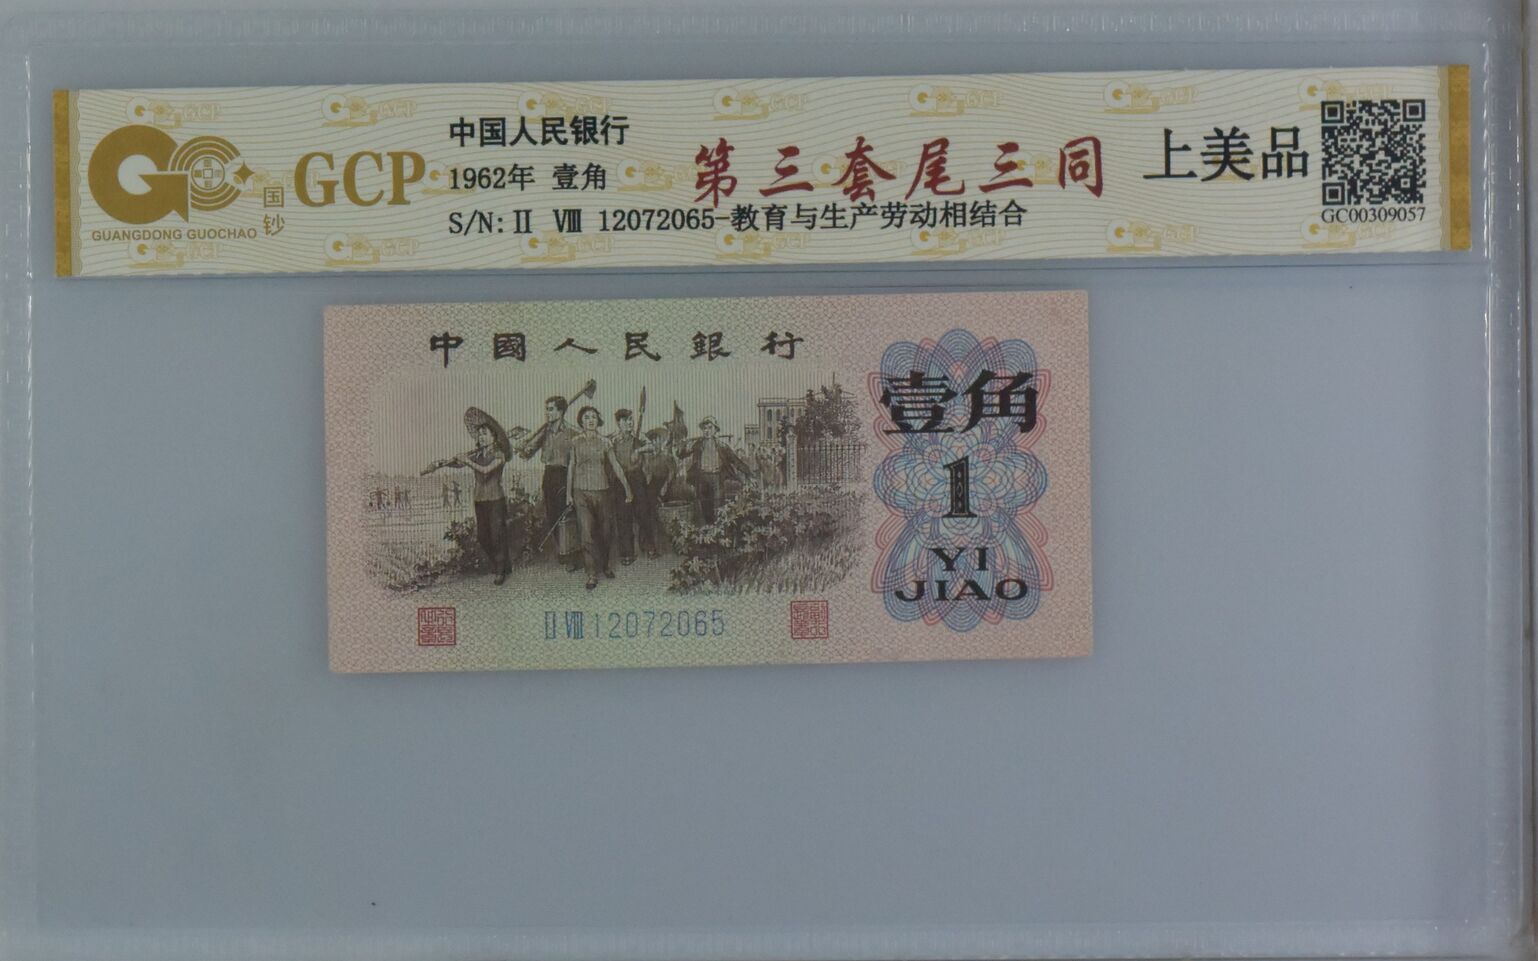 GCP
国钞
GUANGDONG GUOCHAO
中国人民银行
1962年 壹角
S/N: Ⅱ Ⅷ 12072065-教育与生产劳动相结合
第三套尾三同
上美品
GC00309057
中國人民銀行
壹角
1
YI
JIAO
Ⅱ Ⅷ 12072065